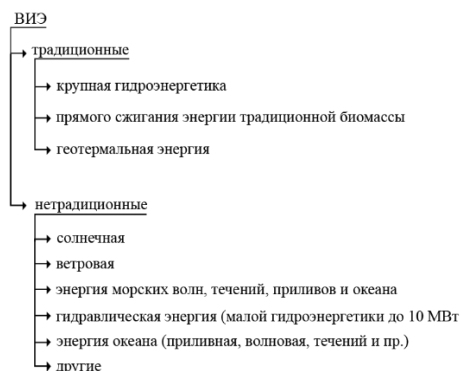 ВИЭ
традиционные
крупная гидроэнергетика
прямого сжигания энергии традиционной биомассы
геотермальная энергия
нетрадиционные
солнечная
ветровая
энергия морских волн, течений, приливов и океана
гидравлическая энергия (малой гидроэнергетики до 10 МВт
энергия океана (приливная, волновая, течений и пр.)
другие